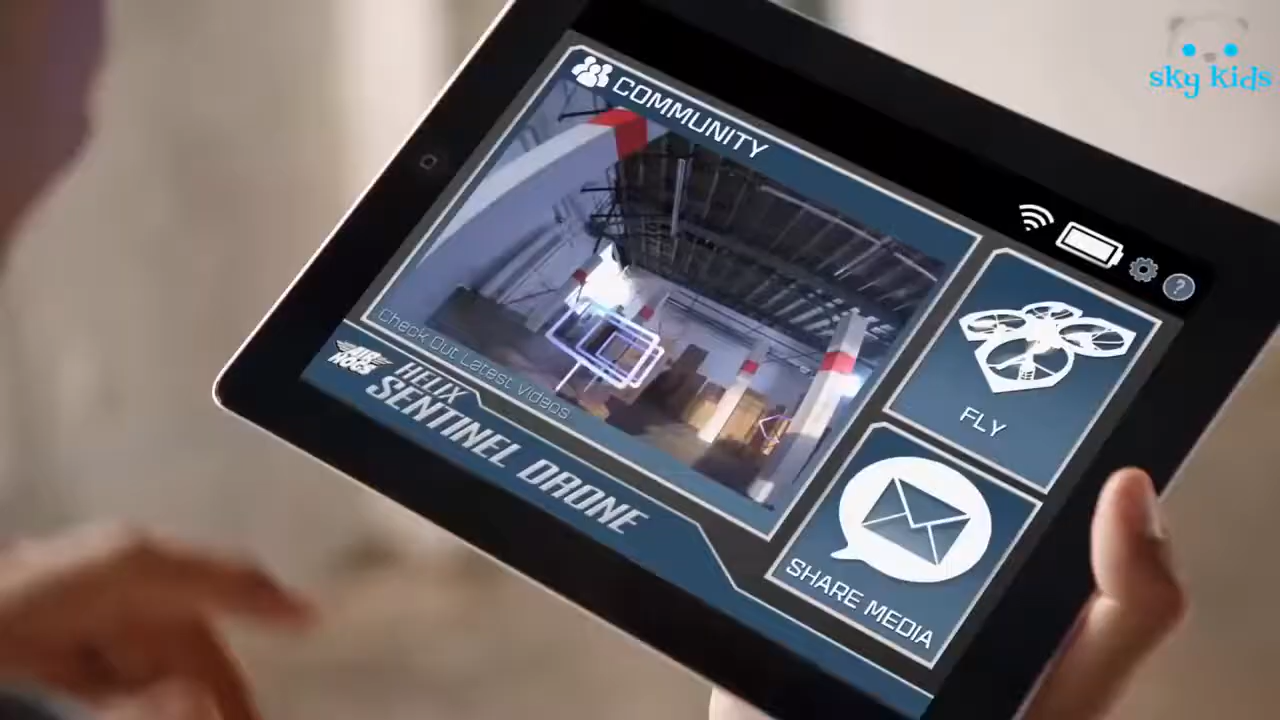 sky kids
COMMUNITY
Check Out Latest Videos
AIR HOGS
HELIX
SENTINEL DRONE
?
FLY
SHARE MEDIA